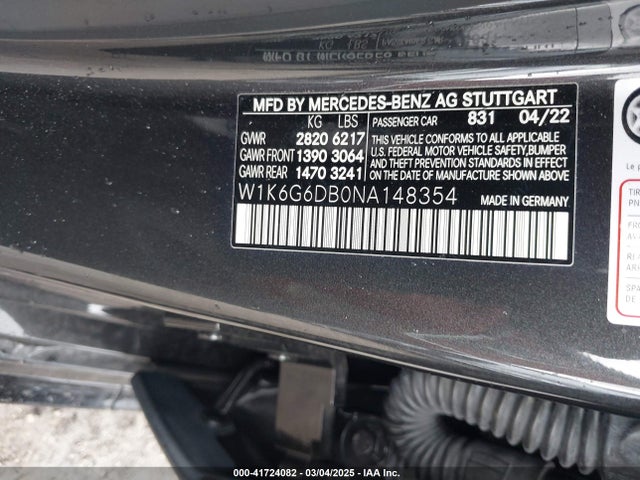 MFD BY MERCEDES-BENZ AG STUTTGART
KG LBS PASSENGER CAR 831 04/22
GVWR 2820 6217 THIS VEHICLE CONFORMS TO ALL APPLICABLE
GAWR FRONT 1390 3064 U.S. FEDERAL MOTOR VEHICLE SAFETY,BUMPER
GAWR REAR 1470 3241 AND THEFT PREVENTION STANDARDS IN EFFECT ON THE DATE OF MANUFACTURE SHOWN ABOVE.
W1K6G6DB0NA148354 MADE IN GERMANY
TIR
PN
000-41724082 - 03/04/2025 - IAA Inc.